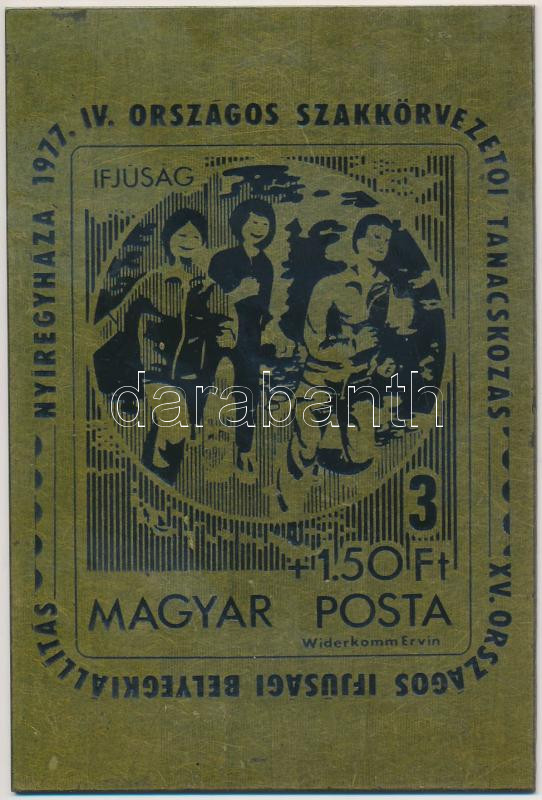 NYÍREGYHÁZA, 1977. IV. ORSZÁGOS SZAKKÖRVEZETŐI TANÁCSKOZÁS
XV. ORSZÁGOS IFJÚSÁGI BÉLYEGKIÁLLÍTÁS
IFJÚSÁG
darabanth
3
+1.50 Ft
MAGYAR POSTA
Widerkomm Ervin